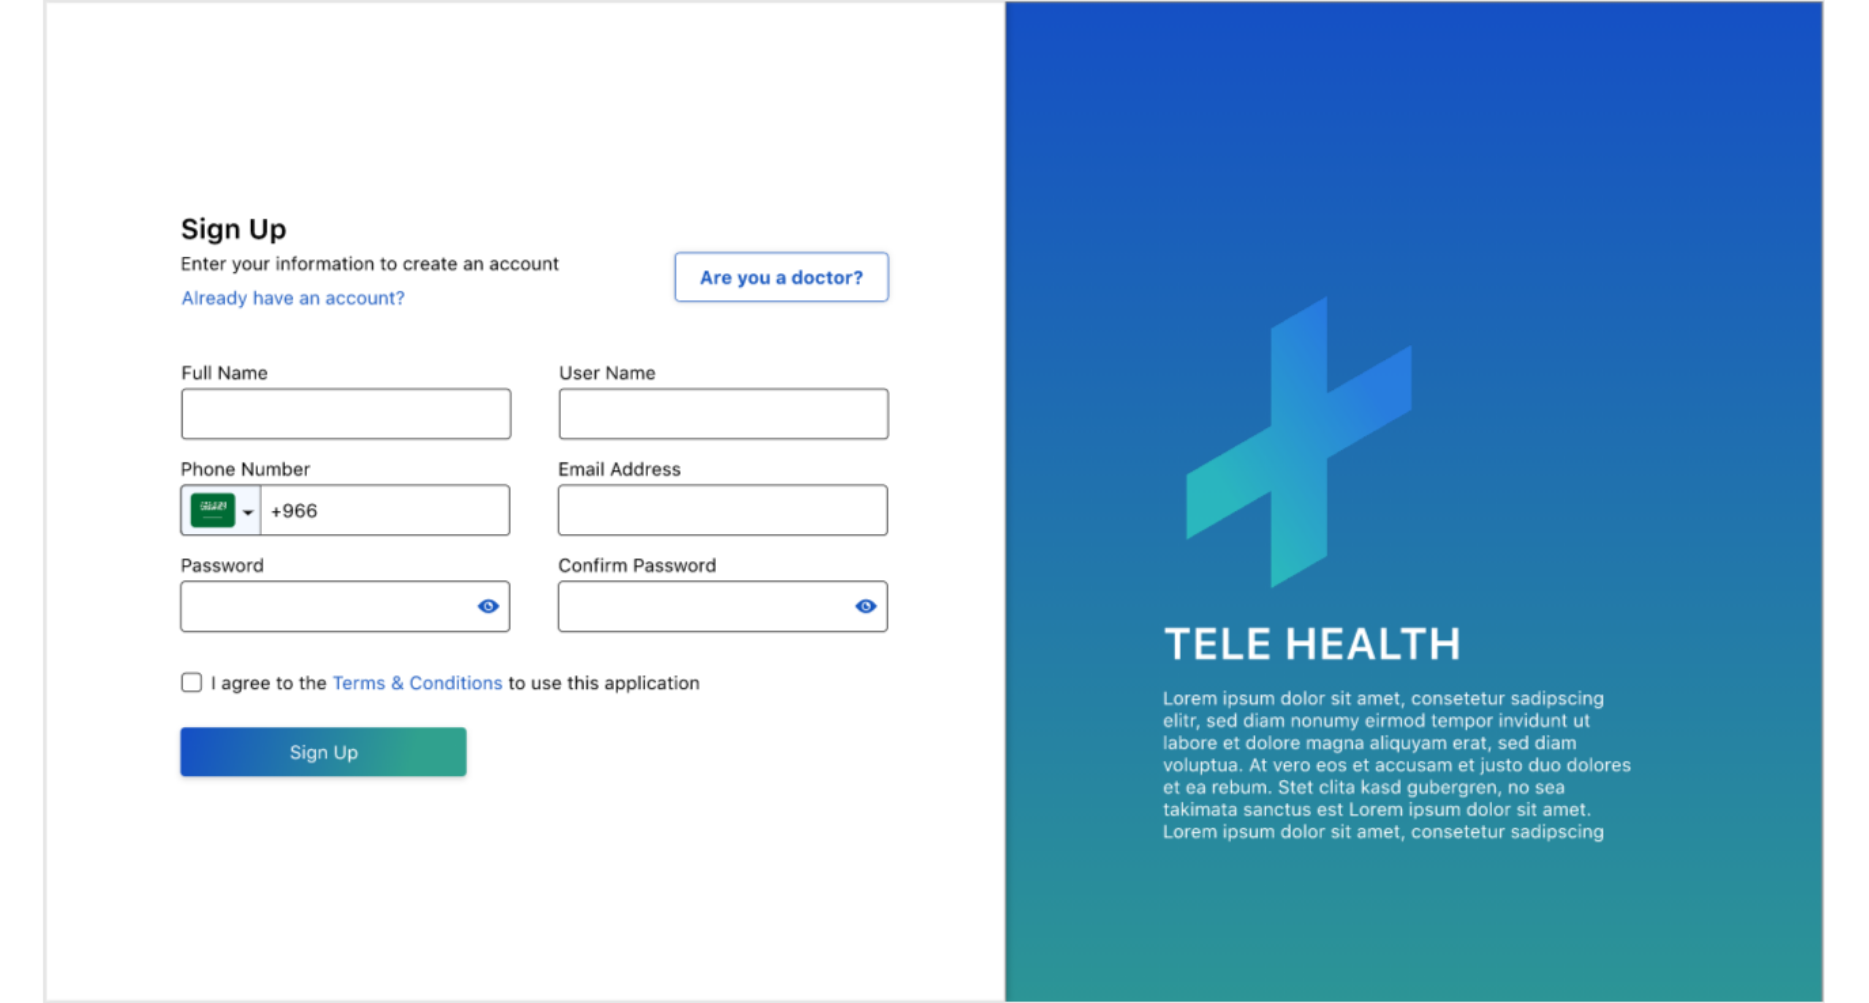 Sign Up
Enter your information to create an account
Already have an account?
Are you a doctor?
Full Name
User Name
Phone Number
Email Address
+966
Password
Confirm Password
I agree to the Terms & Conditions to use this application
Sign Up
TELE HEALTH
Lorem ipsum dolor sit amet, consetetur sadipscing
elitr, sed diam nonumy eirmod tempor invidunt ut
labore et dolore magna aliquyam erat, sed diam
voluptua. At vero eos et accusam et justo duo dolores
et ea rebum. Stet clita kasd gubergren, no sea
takimata sanctus est Lorem ipsum dolor sit amet.
Lorem ipsum dolor sit amet, consetetur sadipscing